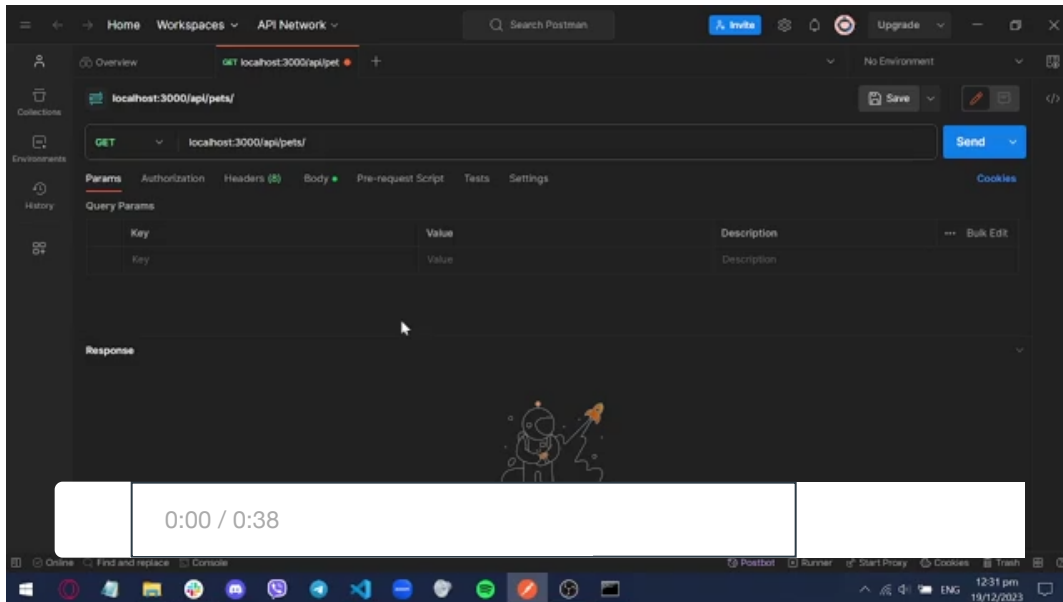 Home Workspaces API Network Search Postman Invite Upgrade
Overview GET localhost:3000/api/pet No Environment
Collections localhost:3000/api/pets/ Save
Environments GET localhost:3000/api/pets/ Send
Params Authorization Headers (8) Body Pre-request Script Tests Settings Cookies
History Query Params
Key Value Description Bulk Edit
Key Value Description
Response
0:00 / 0:38
Online Find and replace Console Postbot Runner Start Proxy Cookies Trash
ENG 12:31 pm
19/12/2023